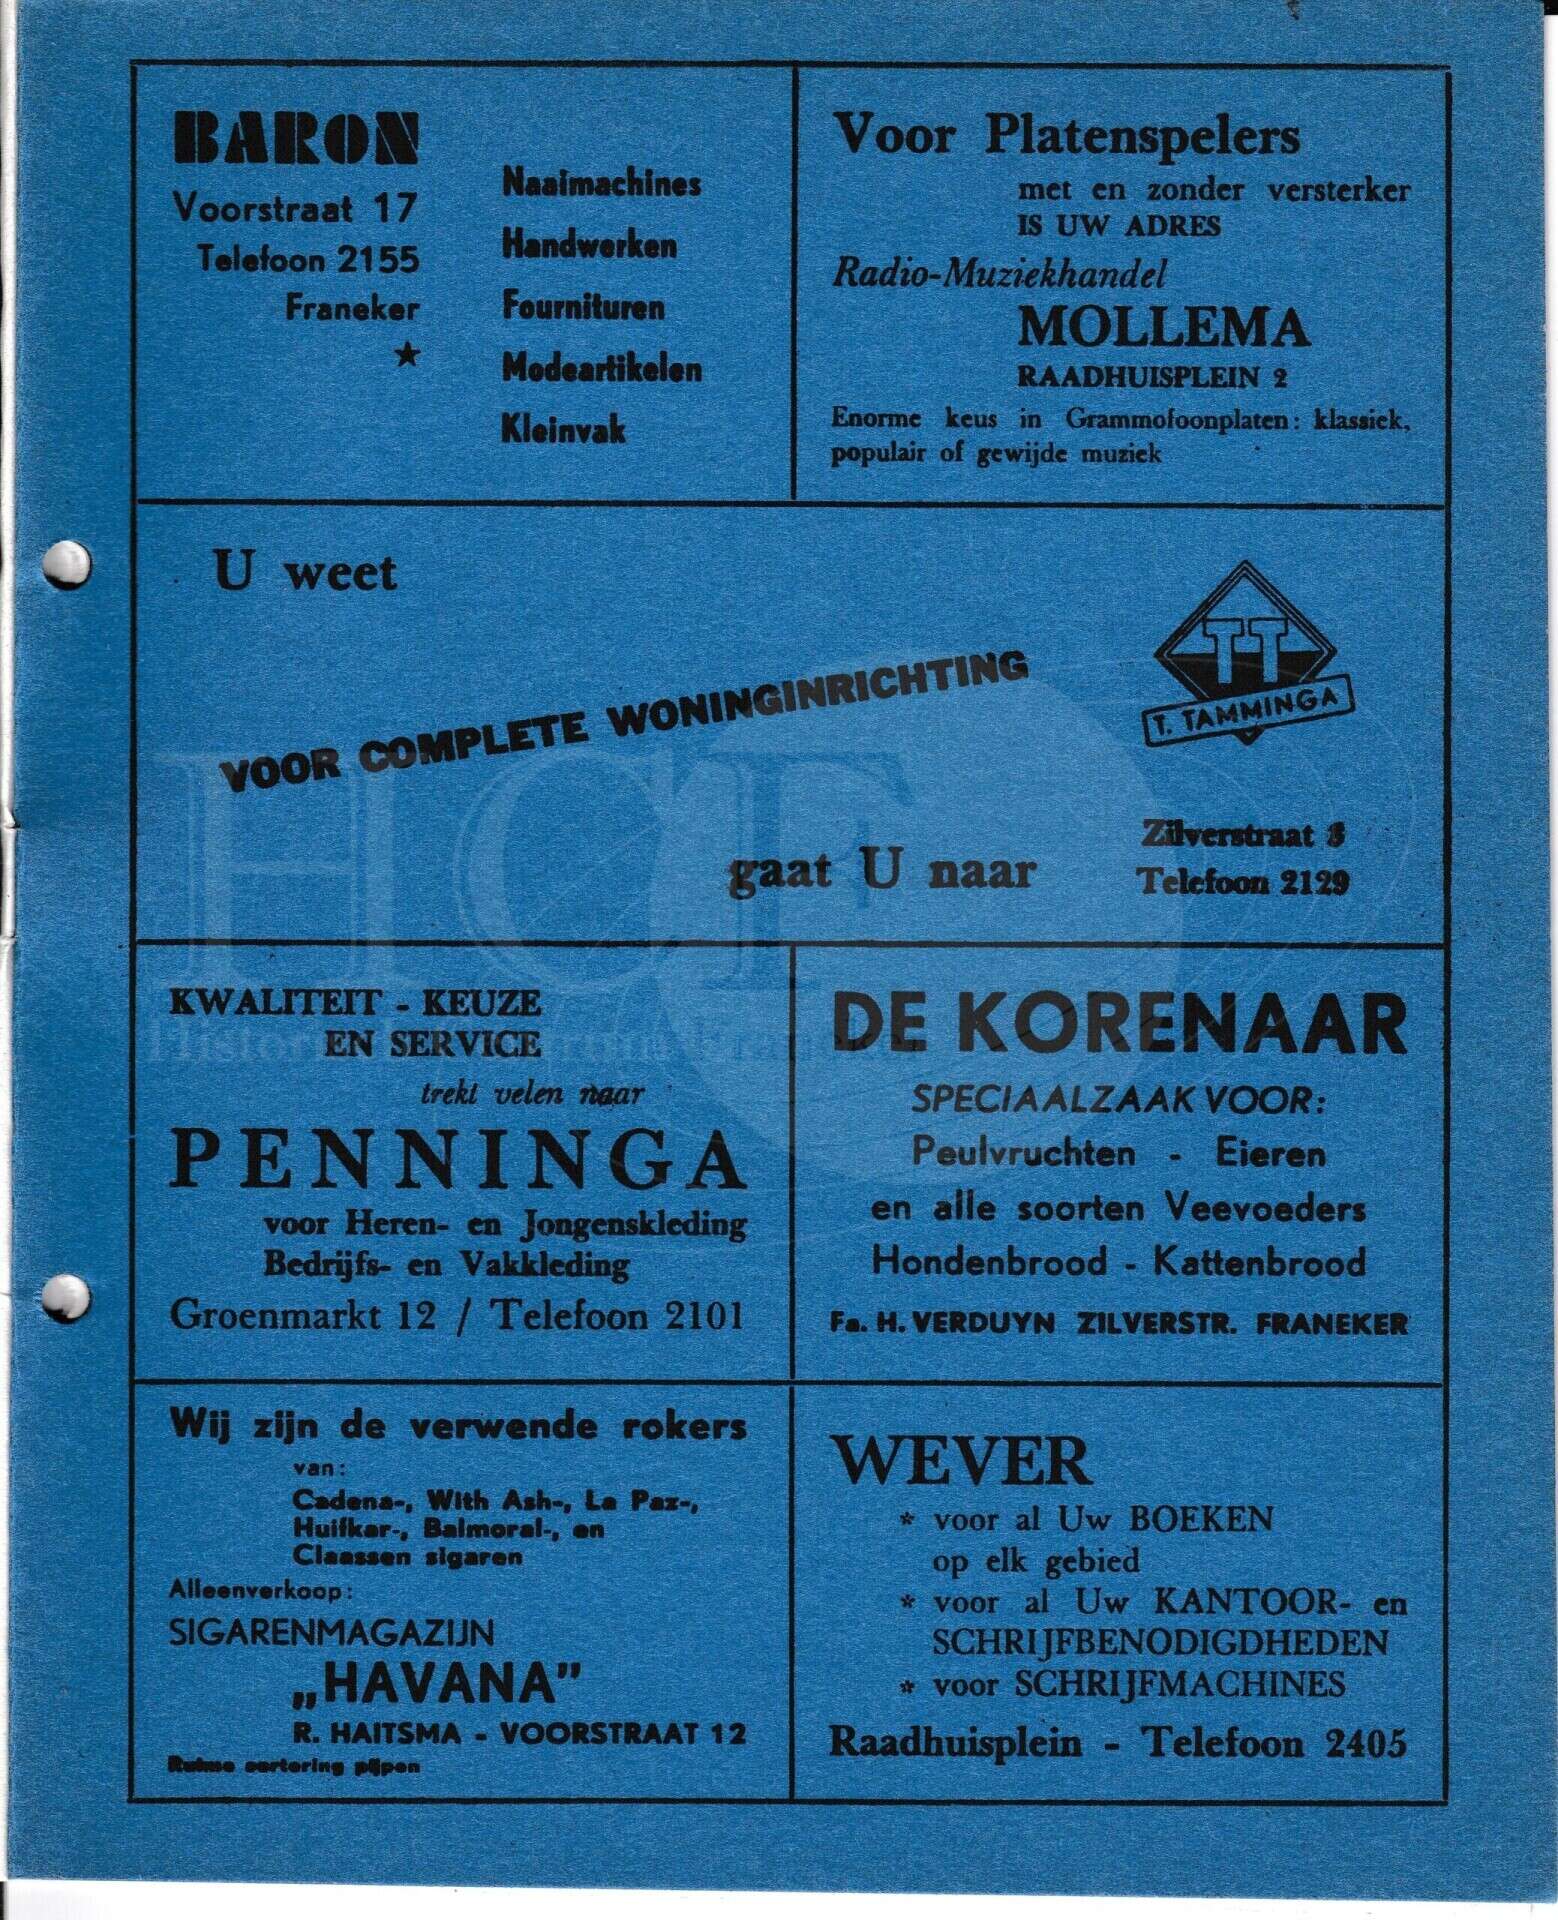 BARON
Voorstraat 17
Telefoon 2155
Franeker
★
Naaimachines
Handwerken
Fournituren
Modeartikelen
Kleinvak
Voor Platenspelers
met en zonder versterker
IS UW ADRES
Radio-Muziekhandel
MOLLEMA
RAADHUISPLEIN 2
Enorme keus in Grammofoonplaten: klassiek,
populair of gewijde muziek
U weet
VOOR COMPLETE WONINGINRICHTING
TT
T. TAMMINGA
gaat U naar
Zilverstraat
Telefoon 2129
HCF
KWALITEIT - KEUZE
EN SERVICE
trekt velen naar
PENNINGA
voor Heren- en Jongenskleding
Bedrijfs- en Vakkleding
Groenmarkt 12 / Telefoon 2101
DE KORENAAR
SPECIAALZAAK VOOR:
Peulvruchten - Eieren
en alle soorten Veevoeders
Hondenbrood - Kattenbrood
Fa. H. VERDUYN ZILVERSTR. FRANEKER
Wij zijn de verwende rokers
van:
Cadena-, With Ash-, La Paz-,
Huifkar-, Balmoral-, en
Claassen sigaren
Alleenverkoop:
SIGARENMAGAZIJN
„HAVANA”
R. HAITSMA - VOORSTRAAT 12
Ruime sortering pijpen
WEVER
* voor al Uw BOEKEN
op elk gebied
* voor al Uw KANTOOR- en
SCHRIJFBENODIGDHEDEN
* voor SCHRIJFMACHINES
Raadhuisplein - Telefoon 2405